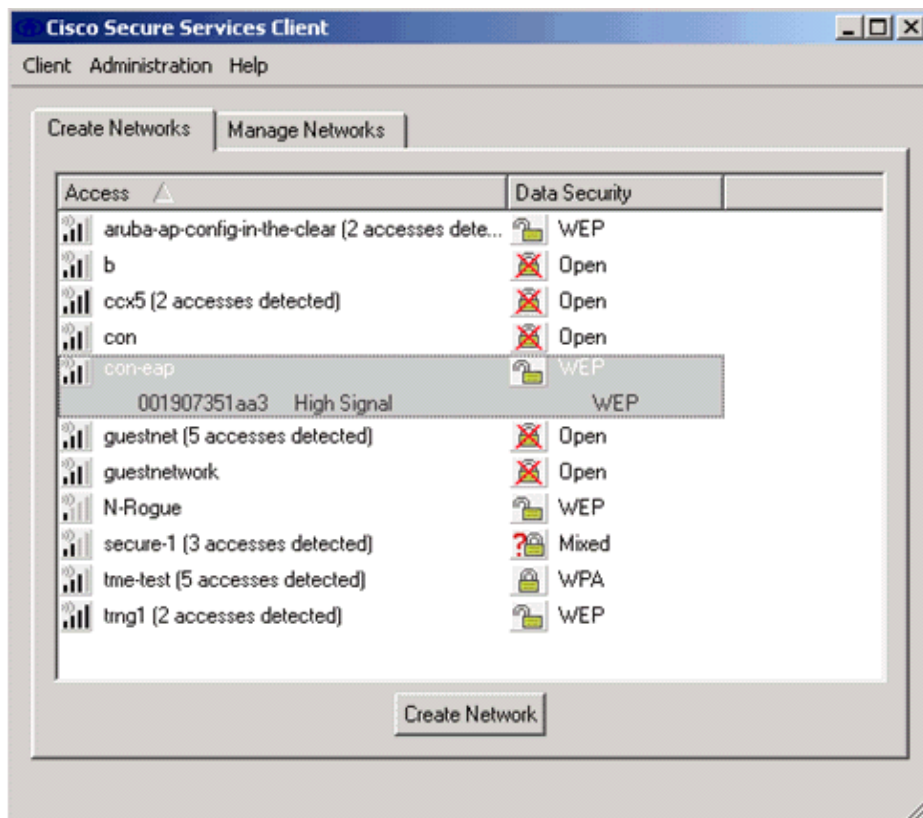 Cisco Secure Services Client
Client Administration Help
Create Networks Manage Networks
Access Data Security
aruba-ap-config-in-the-clear (2 accesses dete... WEP
b Open
ccx5 (2 accesses detected) Open
con Open
con-eap WEP
001907351aa3 High Signal WEP
guestnet (5 accesses detected) Open
guestnetwork Open
N-Rogue WEP
secure-1 (3 accesses detected) ? Mixed
tme-test (5 accesses detected) WPA
trng1 (2 accesses detected) WEP
Create Network